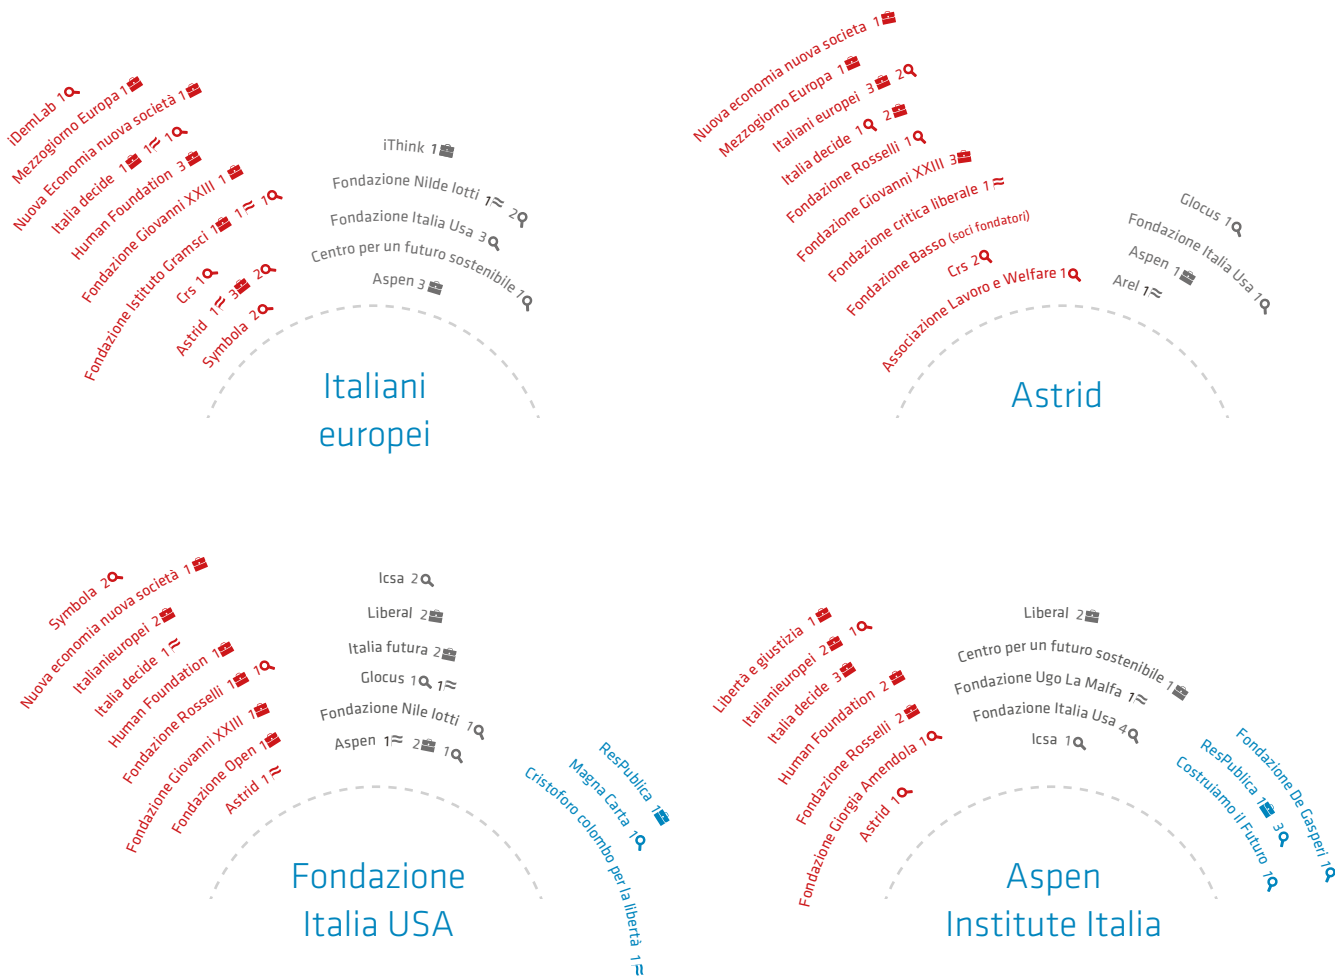 iDemLab 1
Mezzogiorno Europa 1
Nuova Economia nuova società 1
Italia decide 1 1 1
Human Foundation 3
Fondazione Giovanni XXIII 1
Fondazione Istituto Gramsci 1 1 1
Crs 1
Astrid 1 3 2
Symbola 2
iThink 1
Fondazione Nilde Iotti 1 2
Fondazione Italia Usa 3
Centro per un futuro sostenibile 1
Aspen 3
Italiani
europei
Nuova economia nuova societa 1
Mezzogiorno Europa 1
Italiani europei 3 2
Italia decide 1 2
Fondazione Rosselli 1
Fondazione Giovanni XXIII 3
Fondazione critica liberale 1
Fondazione Basso (soci fondatori)
Crs 2
Associazione Lavoro e Welfare 1
Glocus 1
Fondazione Italia Usa 1
Aspen 1
Arel 1
Astrid
Symbola 2
Nuova economia nuova società 1
Italianieuropei 2
Italia decide 1
Human Foundation 1
Fondazione Rosselli 1 1
Fondazione Giovanni XXIII 1
Fondazione Open 1
Astrid 1
Icsa 2
Liberal 2
Italia futura 2
Glocus 1 1
Fondazione Nile Iotti 1
Aspen 1 2 1
ResPublica 1
Magna Carta 1
Cristoforo colombo per la libertà 1
Fondazione
Italia USA
Libertà e giustizia 1
Italianieuropei 2 1
Italia decide 3
Human Foundation 2
Fondazione Rosselli 2
Fondazione Giorgia Amendola 1
Astrid 1
Liberal 2
Centro per un futuro sostenibile 1
Fondazione Ugo La Malfa 1
Fondazione Italia Usa 4
Icsa 1
Fondazione De Gasperi 1
ResPublica 1 3
Costruiamo il Futuro 1
Aspen
Institute Italia